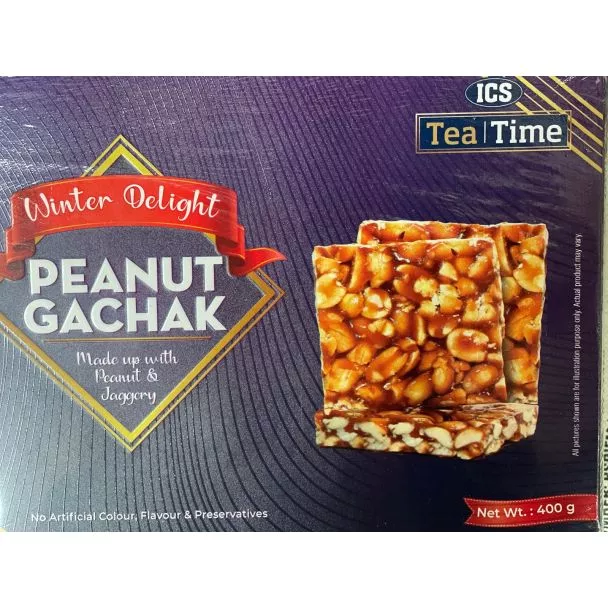 ICS
Tea|Time
Winter Delight
PEANUT
GACHAK
Made up with
Peanut &
Jaggery
All pictures shown are for illustration purpose only. Actual product may vary.
No Artificial Colour, Flavour & Preservatives
Net Wt. : 400 g